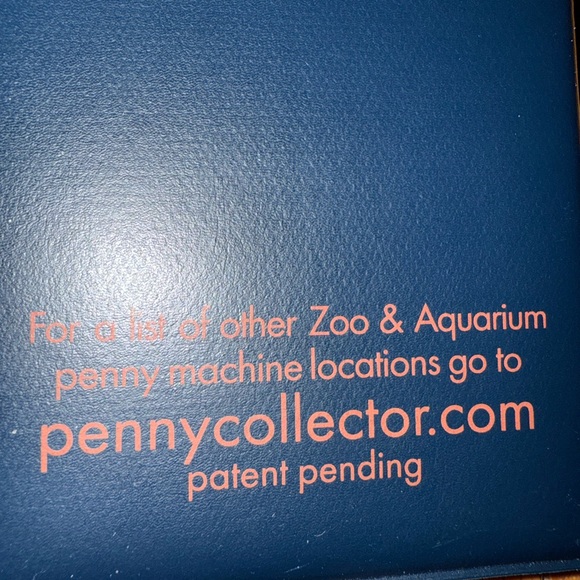 For a list of other Zoo & Aquarium
penny machine locations go to
pennycollector.com
patent pending